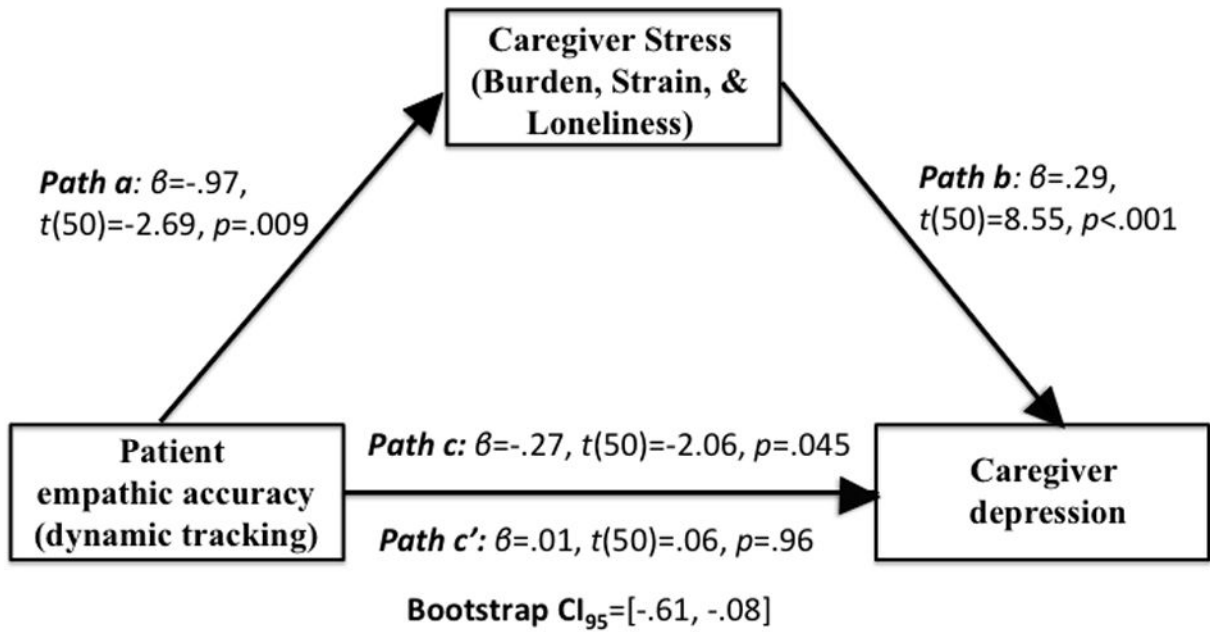 Caregiver Stress
(Burden, Strain, &
Loneliness)
Path a: β=-.97,
t(50)=-2.69, p=.009
Path b: β=.29,
t(50)=8.55, p<.001
Patient
empathic accuracy
(dynamic tracking)
Path c: β=-.27, t(50)=-2.06, p=.045
Path c’: β=.01, t(50)=.06, p=.96
Caregiver
depression
Bootstrap CI₉₅=[-.61, -.08]